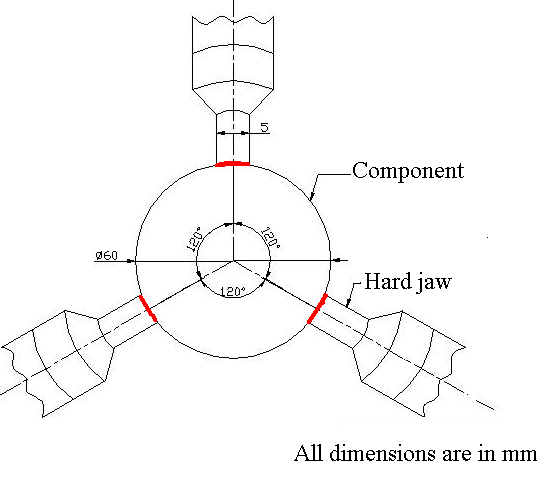 5
Component
120°
120°
Ø60
120°
Hard jaw
All dimensions are in mm